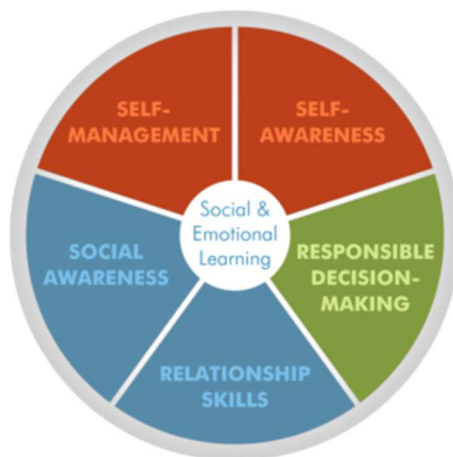 SELF-
MANAGEMENT
SELF-
AWARENESS
Social &
Emotional
Learning
SOCIAL
AWARENESS
RESPONSIBLE
DECISION-
MAKING
RELATIONSHIP
SKILLS